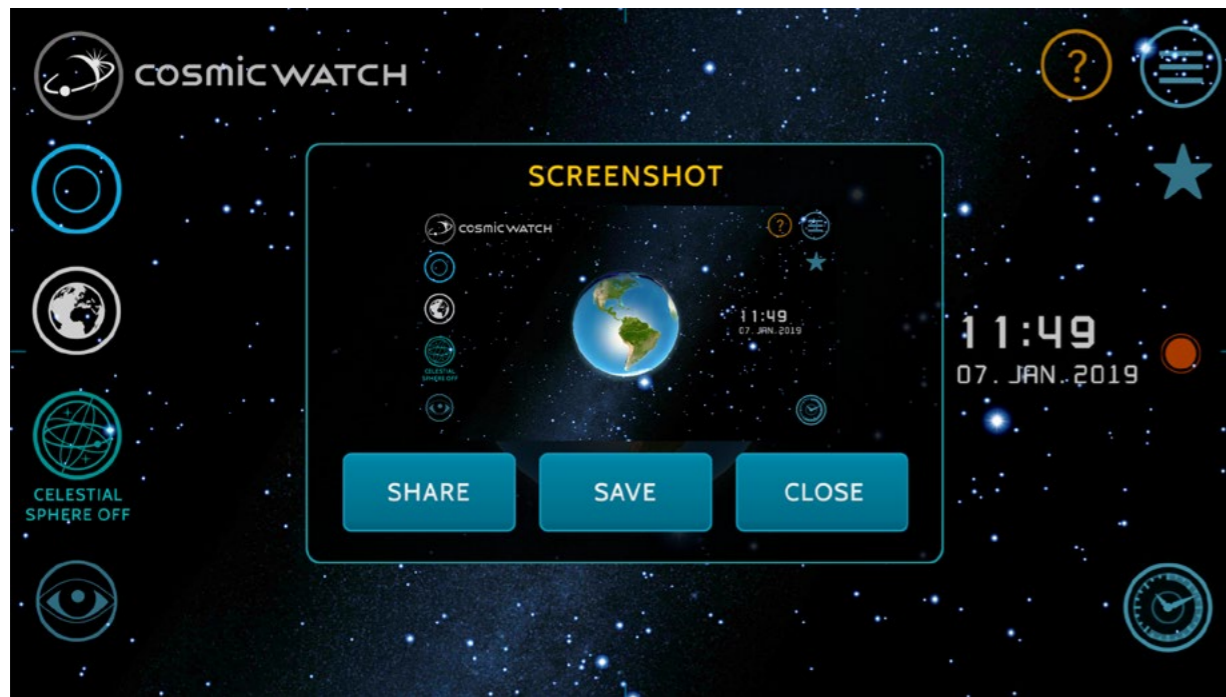 COSMIC WATCH
?
SCREENSHOT
COSMIC WATCH
?
11:49
07. JAN. 2019
CELESTIAL
SPHERE OFF
11:49
07. JAN. 2019
SHARE
SAVE
CLOSE
CELESTIAL
SPHERE OFF